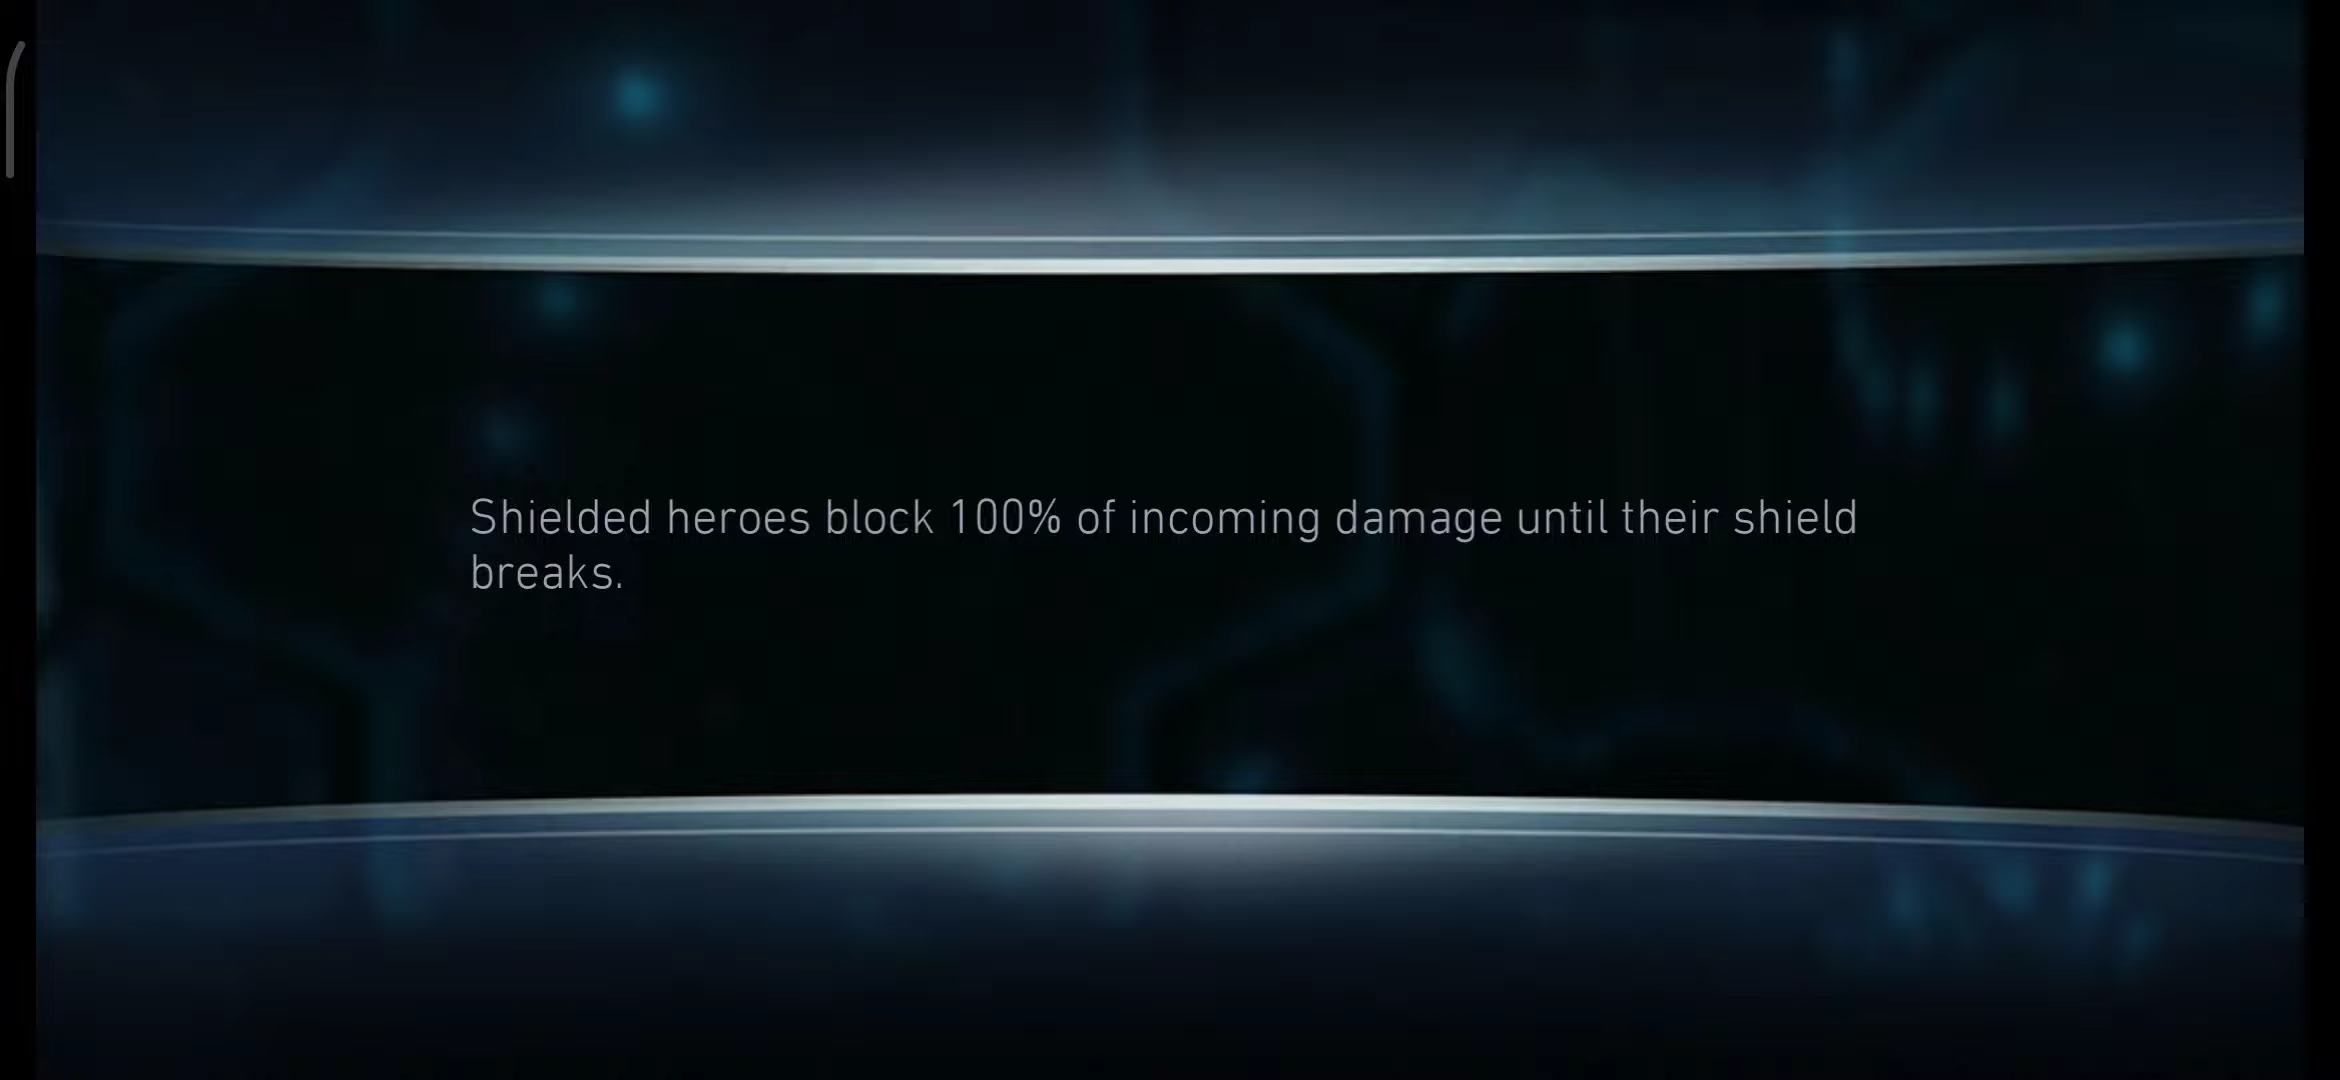 Shielded heroes block 100% of incoming damage until their shield
breaks.